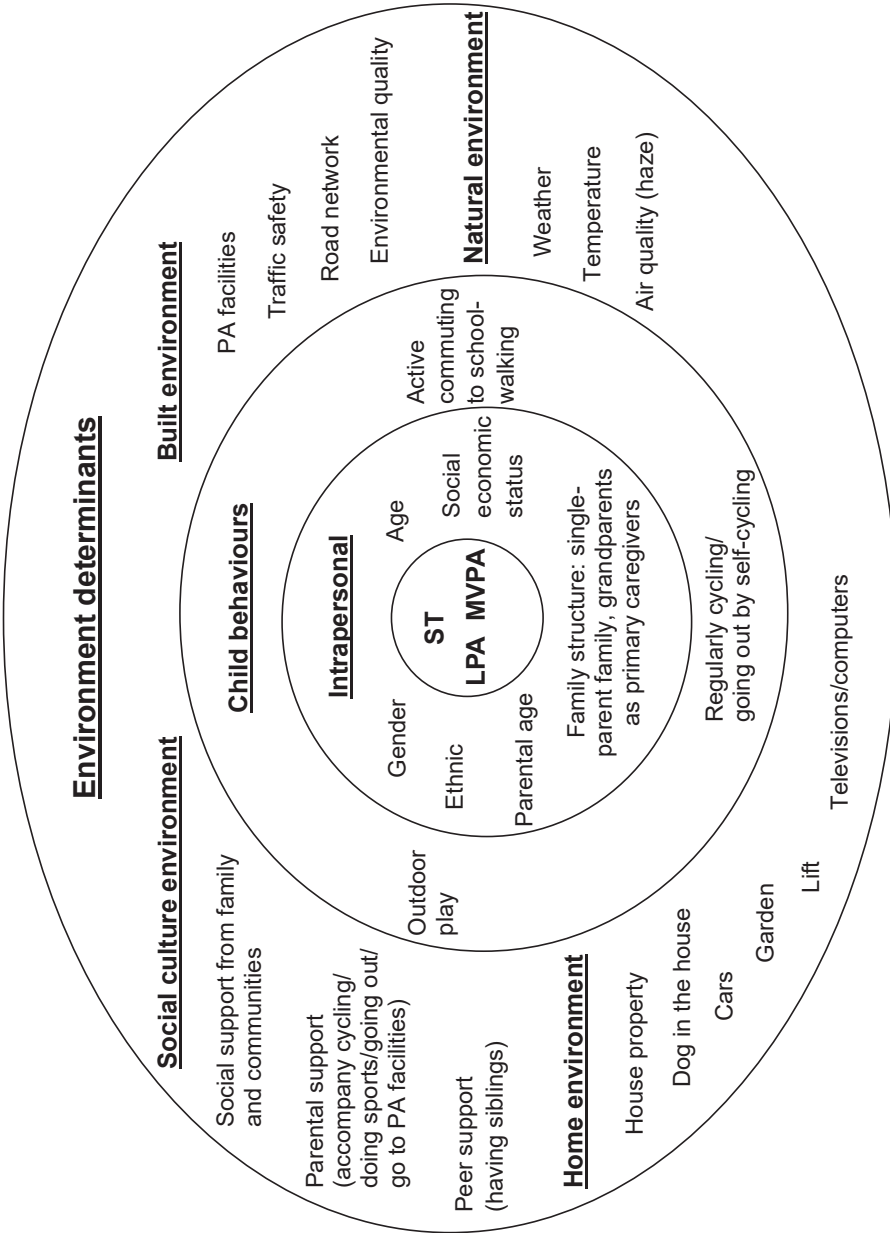 Environment determinants
Social culture environment
Social support from family
and communities
Parental support
(accompany cycling/
doing sports/going out/
go to PA facilities)
Peer support
(having siblings)
Built environment
PA facilities
Traffic safety
Road network
Environmental quality
Natural environment
Weather
Temperature
Air quality (haze)
Home environment
House property
Dog in the house
Cars
Garden
Lift
Televisions/computers
Child behaviours
Outdoor
play
Active
commuting
to school-
walking
Regularly cycling/
going out by self-cycling
Intrapersonal
Gender
Ethnic
Parental age
Age
Social
economic
status
Family structure: single-
parent family, grandparents
as primary caregivers
ST
LPA MVPA